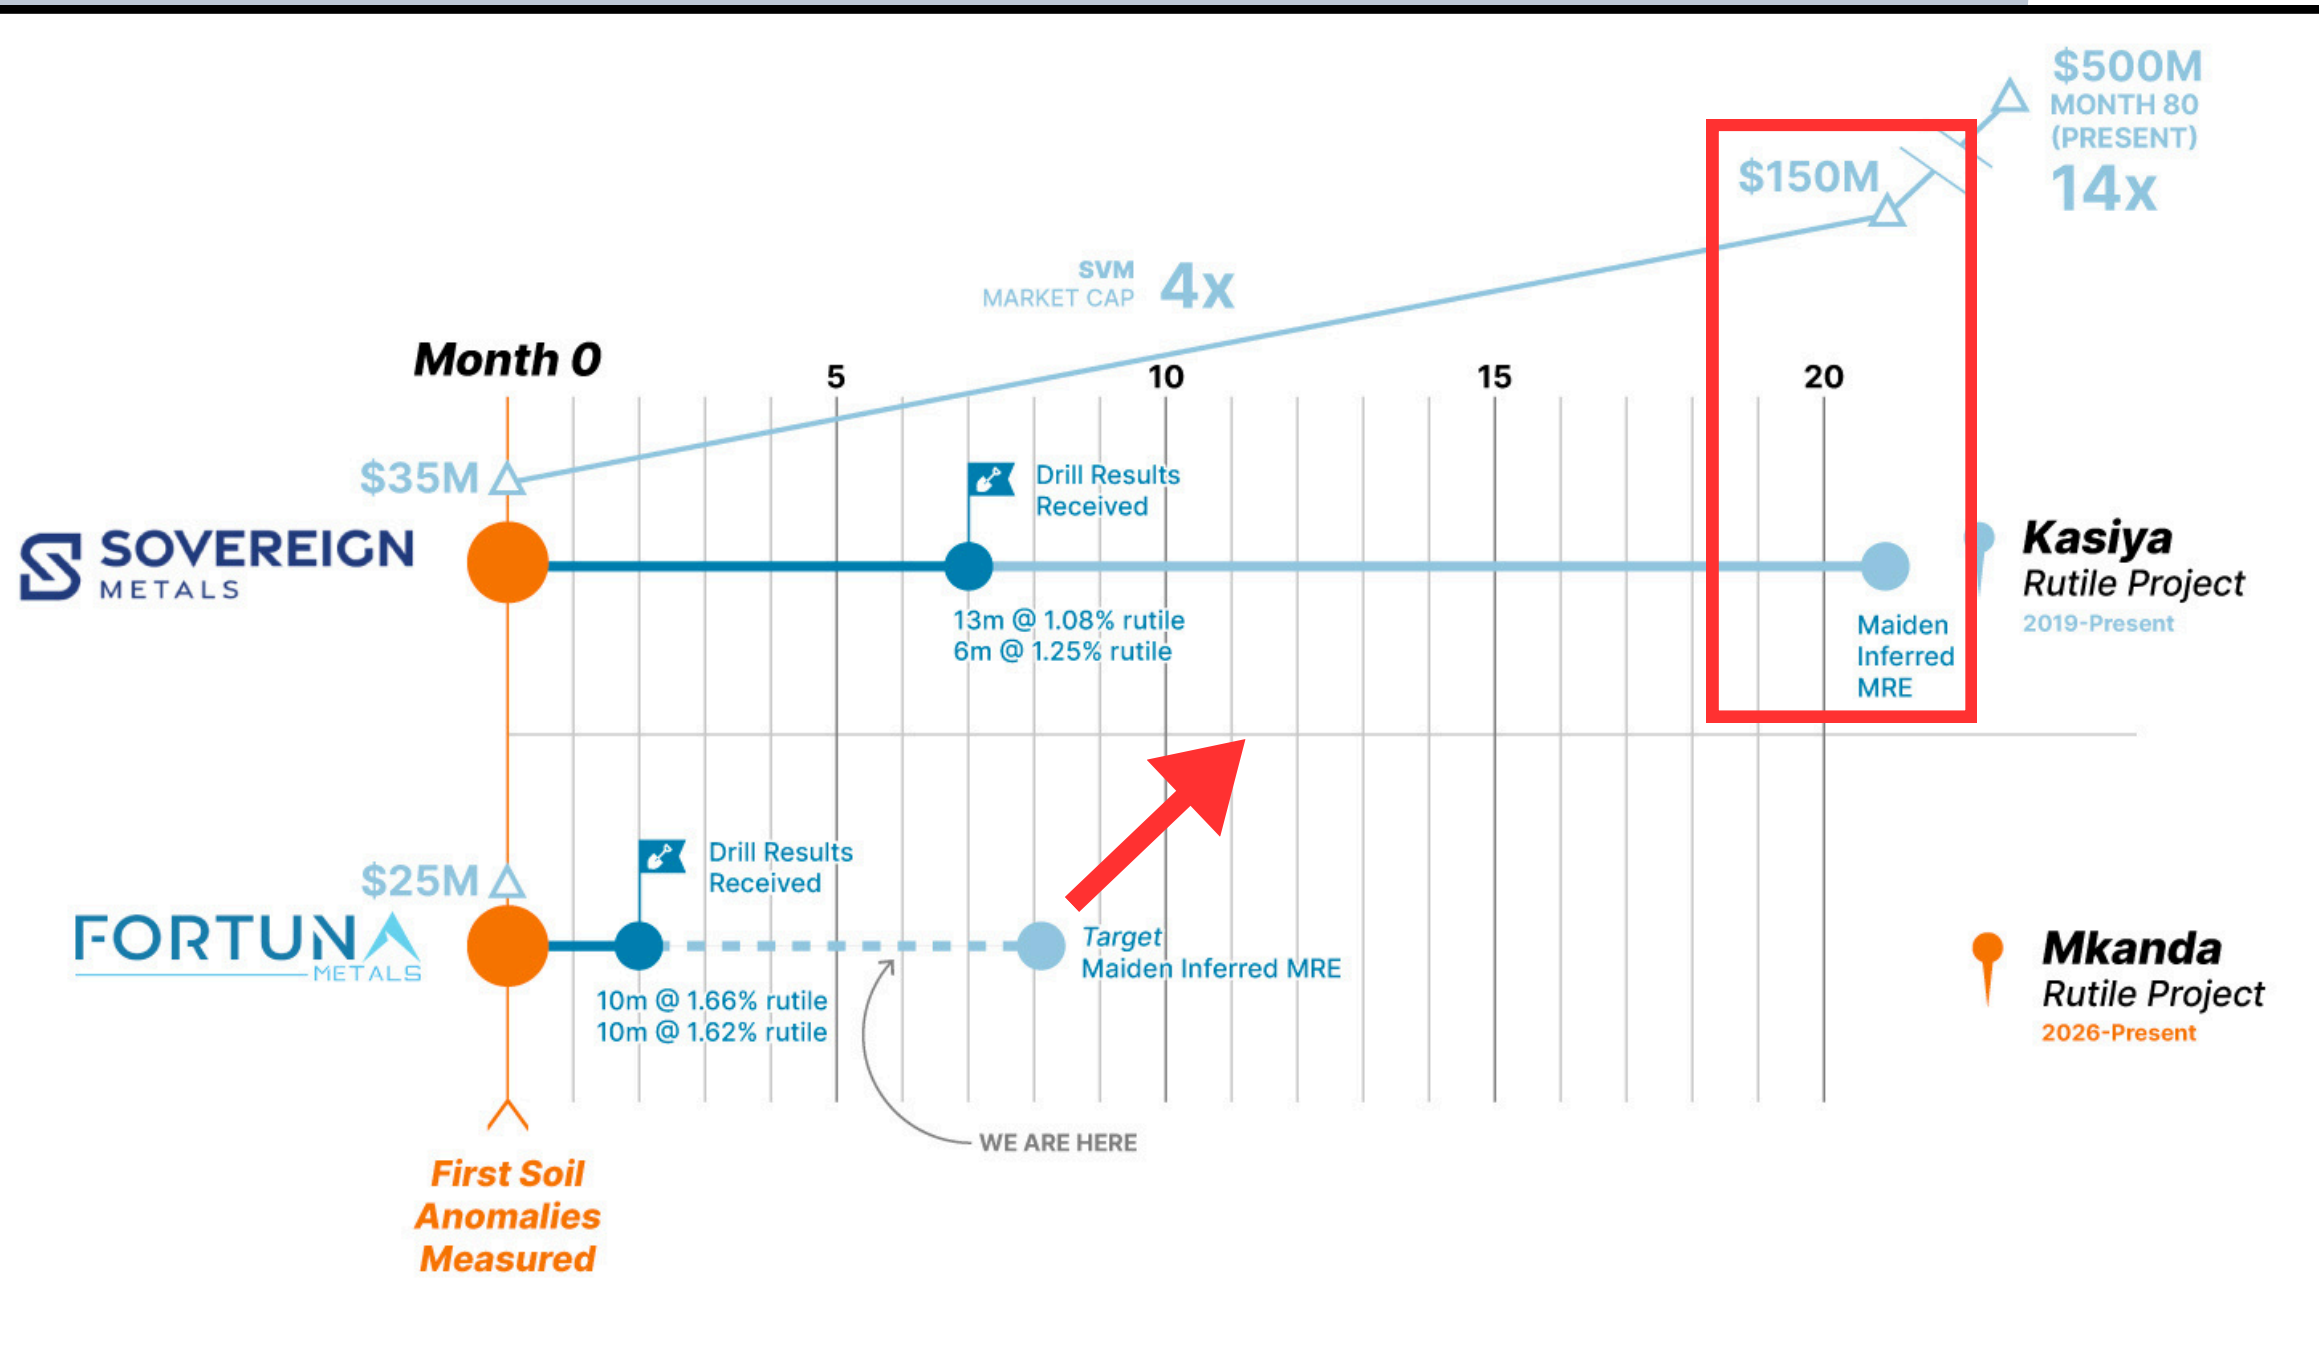 $500M
MONTH 80
(PRESENT)
14x
$150M
SVM
MARKET CAP
4x
Month 0
5
10
15
20
$35M
Drill Results
Received
SOVEREIGN
METALS
13m @ 1.08% rutile
6m @ 1.25% rutile
Maiden
Inferred
MRE
Kasiya
Rutile Project
2019-Present
$25M
Drill Results
Received
FORTUNA
METALS
10m @ 1.66% rutile
10m @ 1.62% rutile
Target
Maiden Inferred MRE
Mkanda
Rutile Project
2026-Present
WE ARE HERE
First Soil
Anomalies
Measured